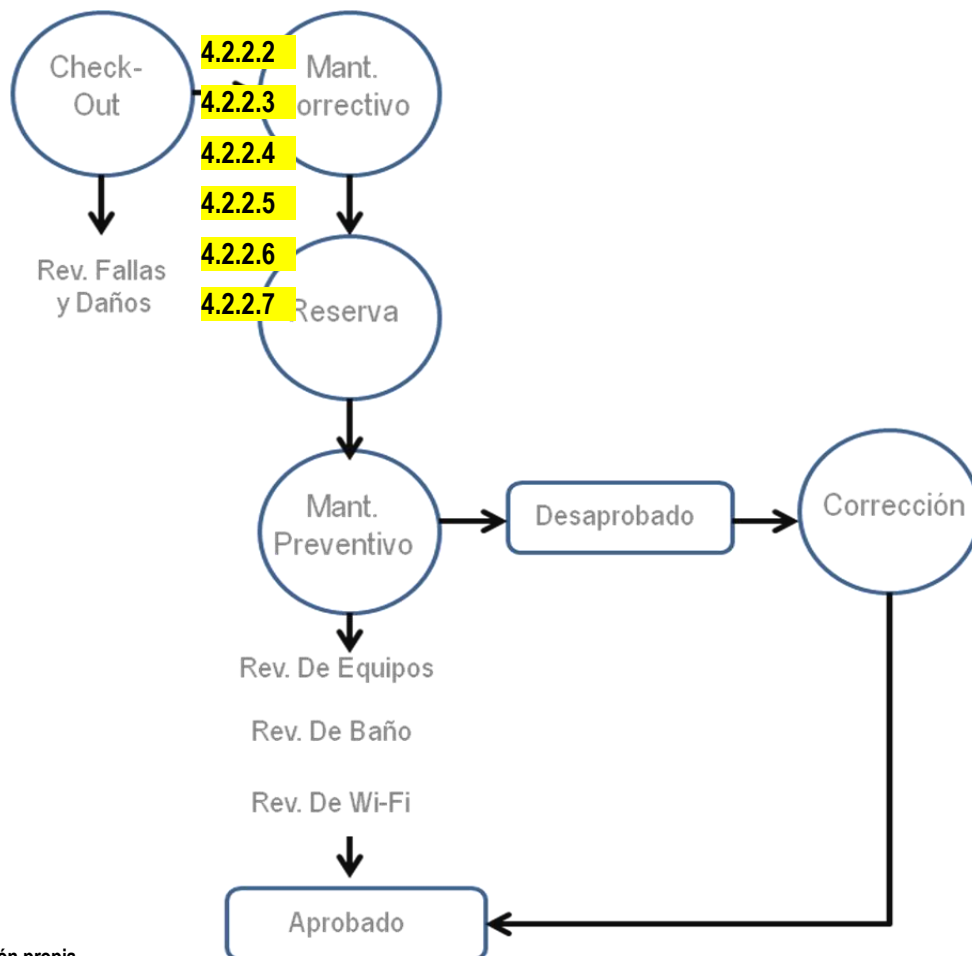 Check-
Out
4.2.2.2
4.2.2.3
4.2.2.4
4.2.2.5
4.2.2.6
4.2.2.7
Mant.
orrectivo
Rev. Fallas
y Daños
Reserva
Mant.
Preventivo
Desaprobado
Corrección
Rev. De Equipos
Rev. De Baño
Rev. De Wi-Fi
Aprobado
propia